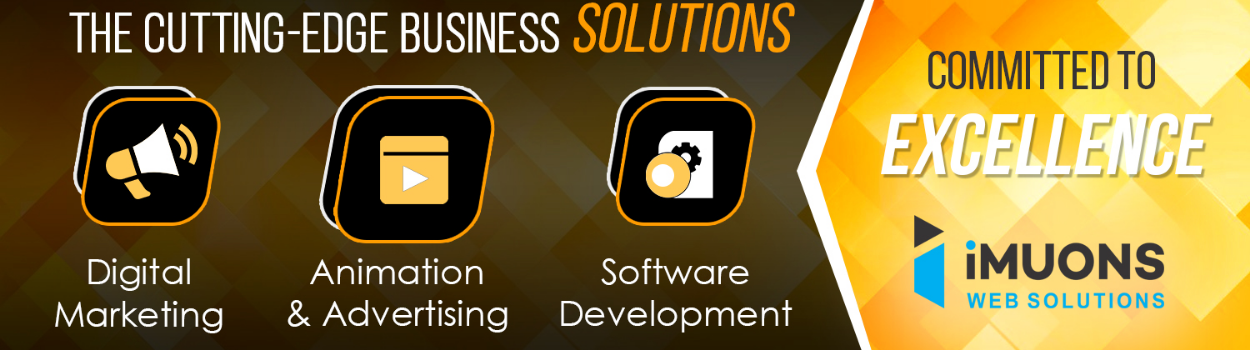 THE CUTTING-EDGE BUSINESS SOLUTIONS
Digital
Marketing
Animation
& Advertising
Software
Development
COMMITTED TO
EXCELLENCE
iMUONS
WEB SOLUTIONS